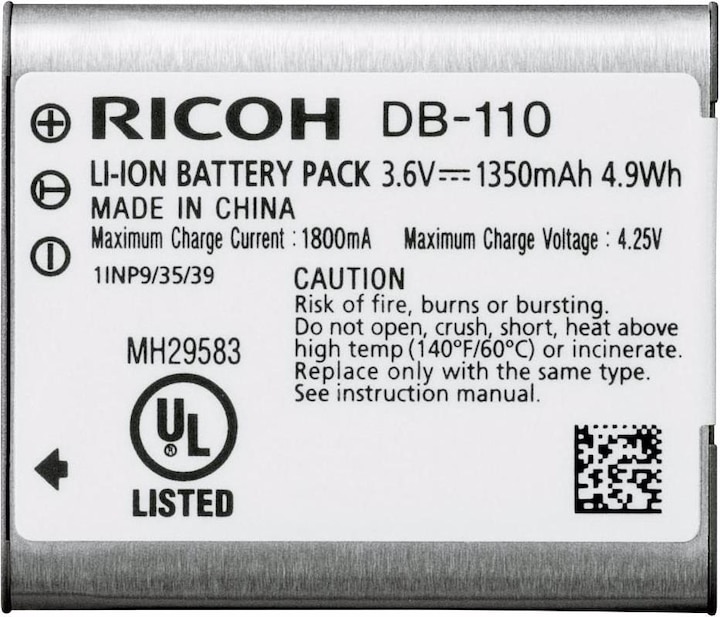 RICOH DB-110
LI-ION BATTERY PACK 3.6V⎓1350mAh 4.9Wh
MADE IN CHINA
Maximum Charge Current : 1800mA Maximum Charge Voltage : 4.25V
1INP9/35/39
CAUTION
Risk of fire, burns or bursting.
Do not open, crush, short, heat above
high temp (140°F/60°C) or incinerate.
Replace only with the same type.
See instruction manual.
MH29583
UL
®
LISTED